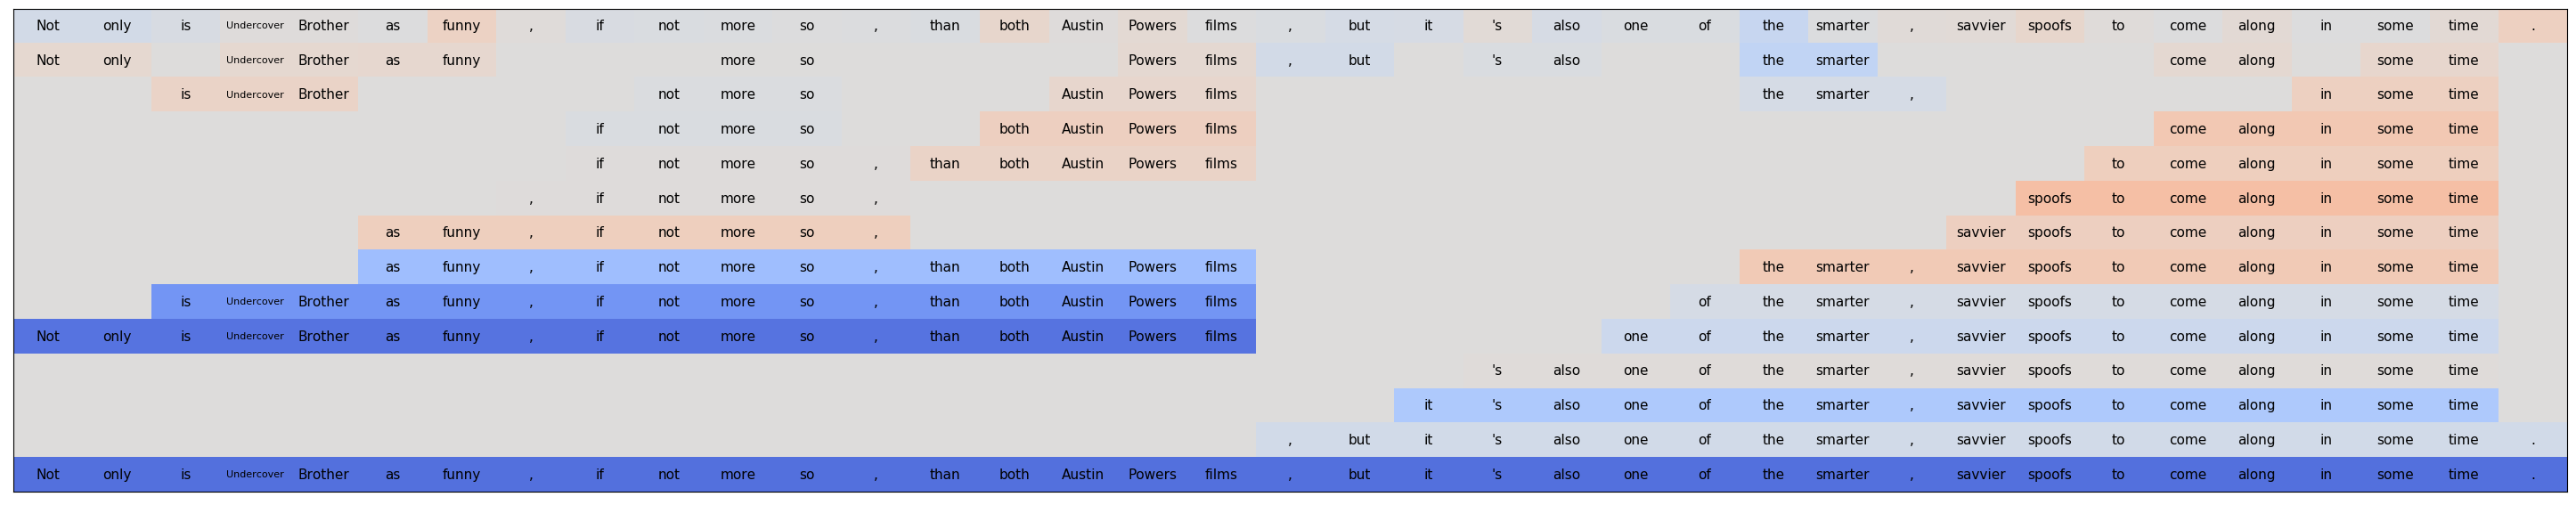 Not only is Undercover Brother as funny , if not more so , than both Austin Powers films , but it 's also one of the smarter , savvier spoofs to come along in some time .
Not only Undercover Brother as funny more so Powers films , but 's also the smarter come along some time
is Undercover Brother not more so Austin Powers films the smarter , in some time
if not more so both Austin Powers films come along in some time
if not more so , than both Austin Powers films to come along in some time
, if not more so , spoofs to come along in some time
as funny , if not more so , savvier spoofs to come along in some time
as funny , if not more so , than both Austin Powers films the smarter , savvier spoofs to come along in some time
is Undercover Brother as funny , if not more so , than both Austin Powers films of the smarter , savvier spoofs to come along in some time
Not only is Undercover Brother as funny , if not more so , than both Austin Powers films one of the smarter , savvier spoofs to come along in some time
's also one of the smarter , savvier spoofs to come along in some time
it 's also one of the smarter , savvier spoofs to come along in some time
, but it 's also one of the smarter , savvier spoofs to come along in some time .
Not only is Undercover Brother as funny , if not more so , than both Austin Powers films , but it 's also one of the smarter , savvier spoofs to come along in some time .